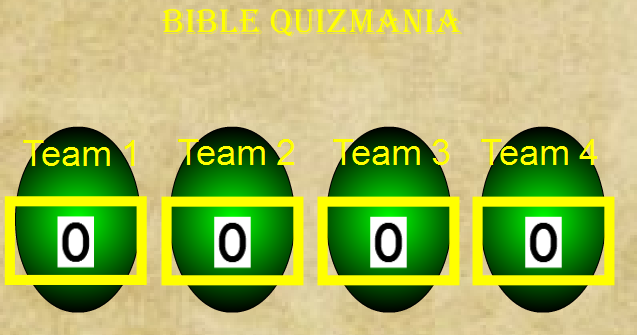 BIBLE QUIZMANIA
Team 1 Team 2 Team 3 Team 4
0 0 0 0